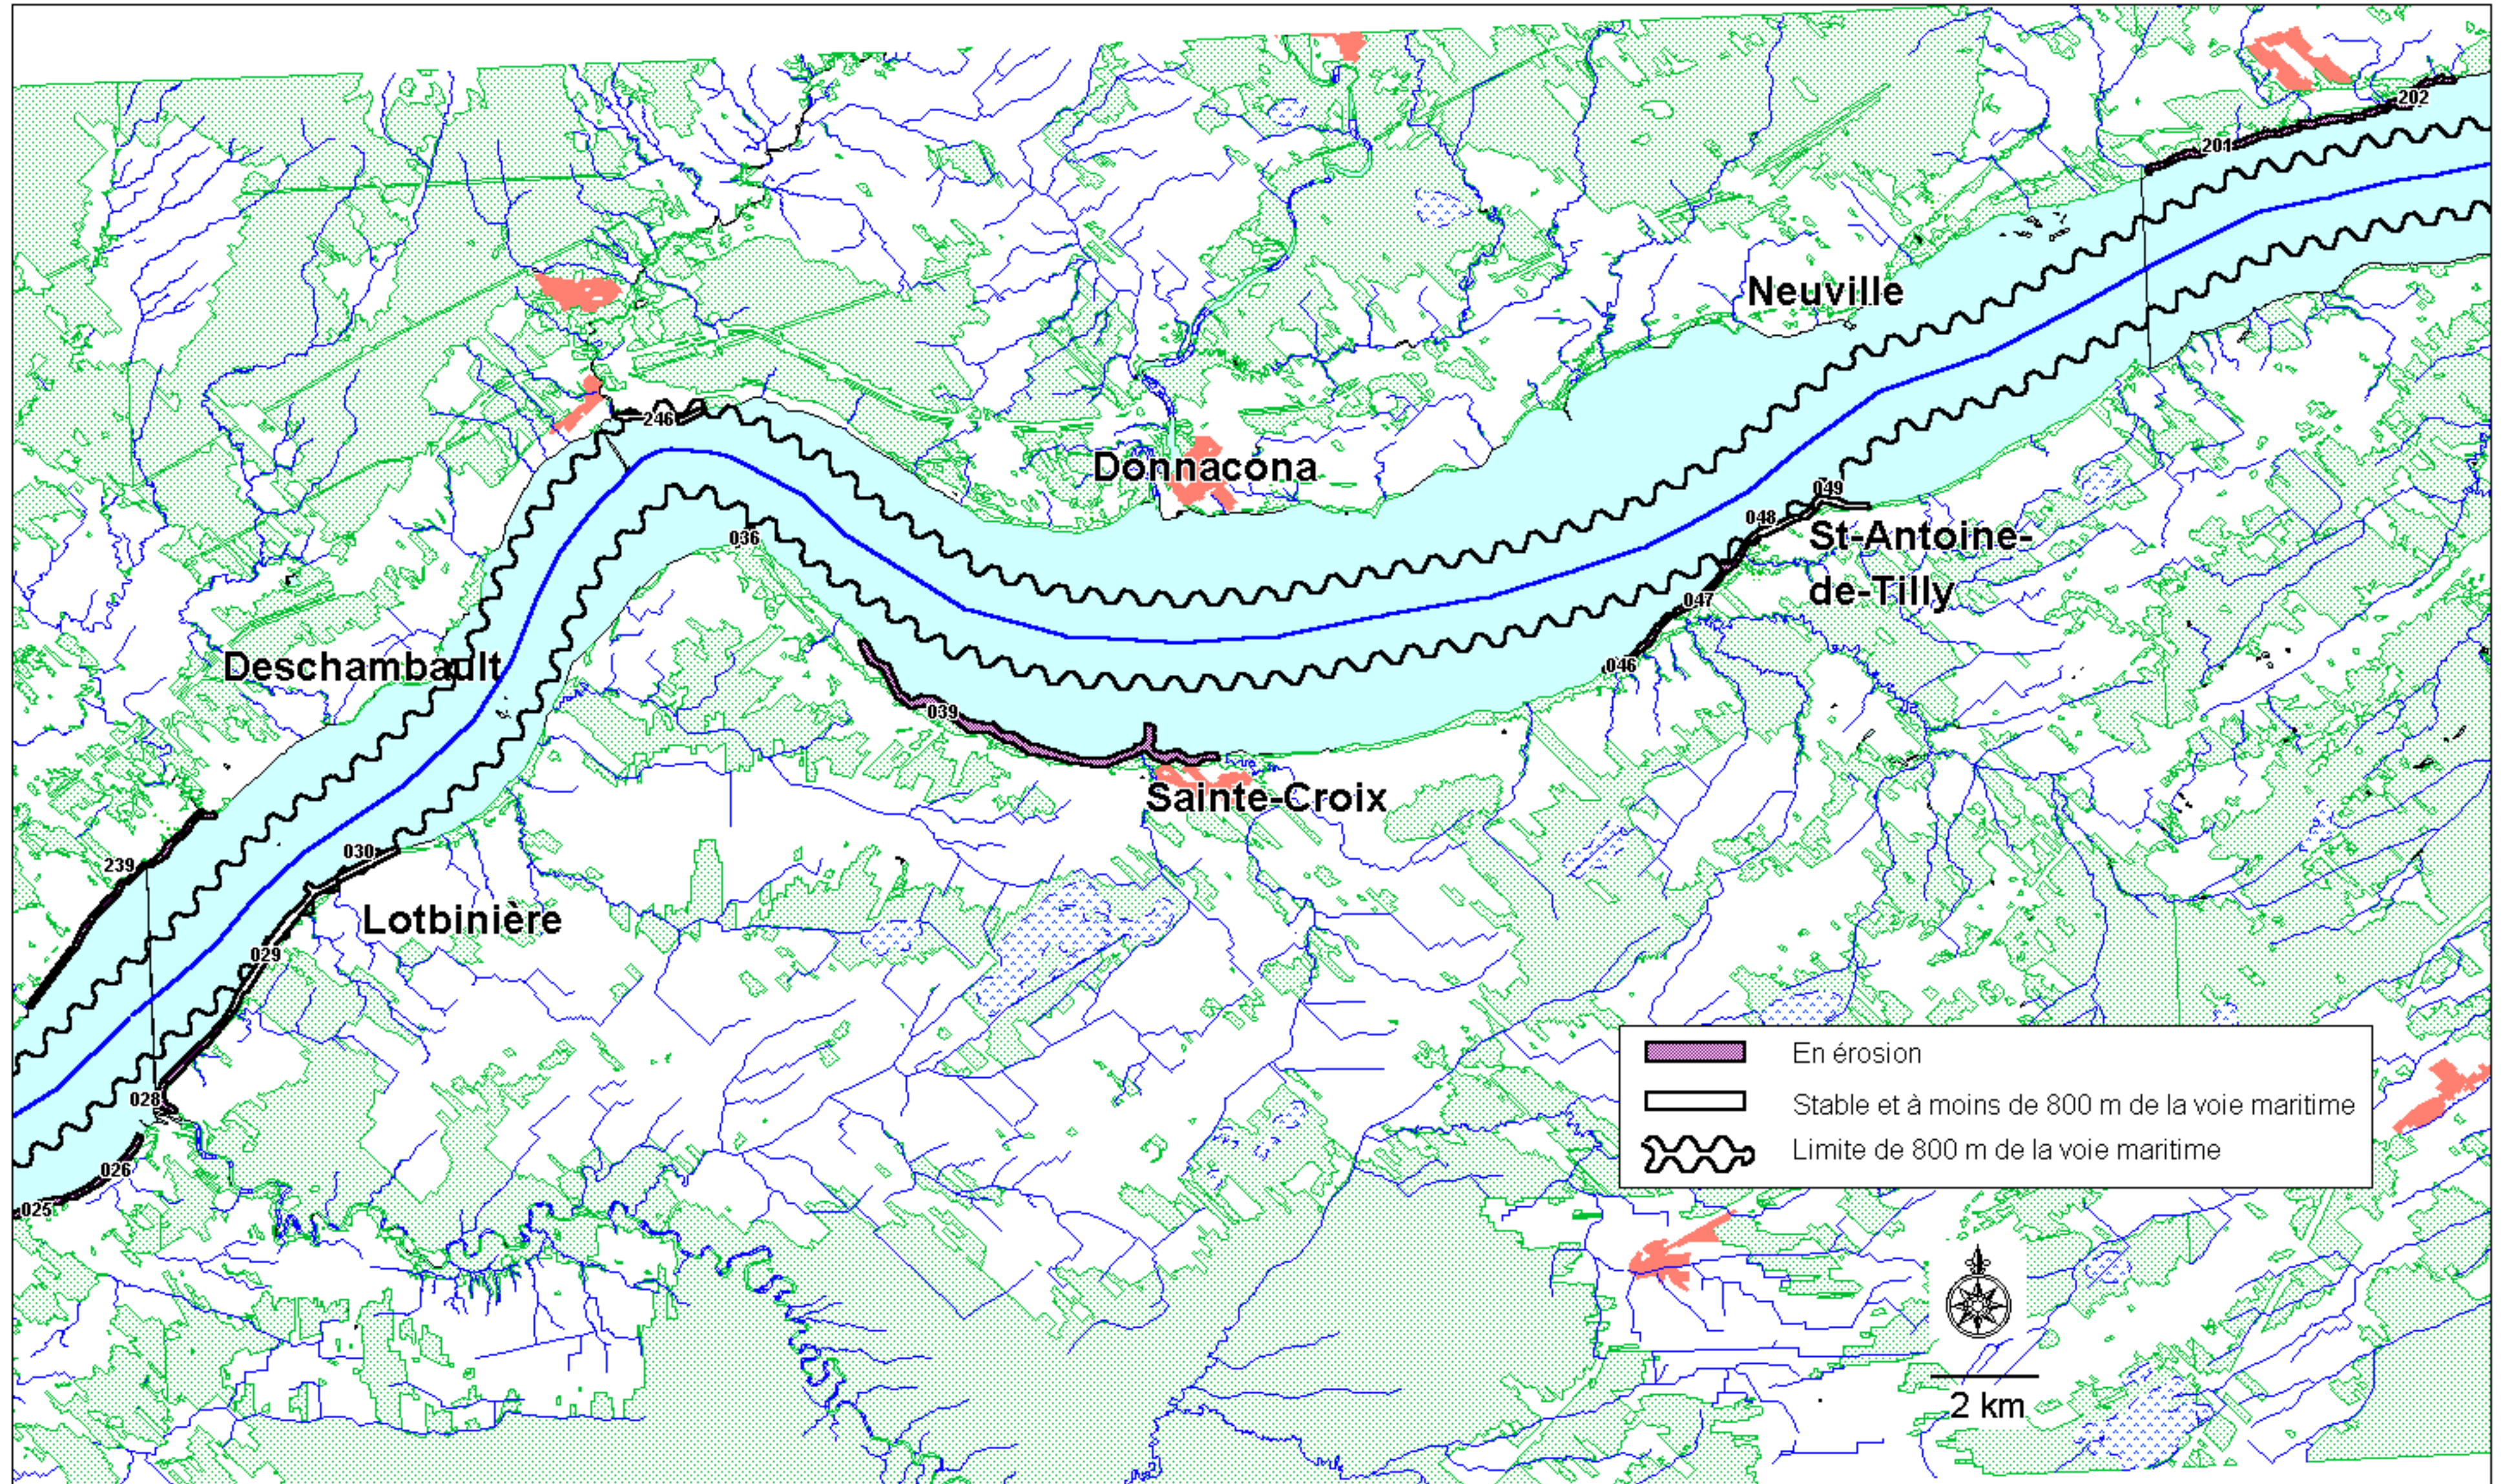 202
201
Neuville
246
Donnacona
036
049
048
St-Antoine-
de-Tilly
047
Deschambault
046
039
Sainte-Croix
030
239
Lotbinière
029
En érosion
028
Stable et à moins de 800 m de la voie maritime
Limite de 800 m de la voie maritime
026
025
2 km